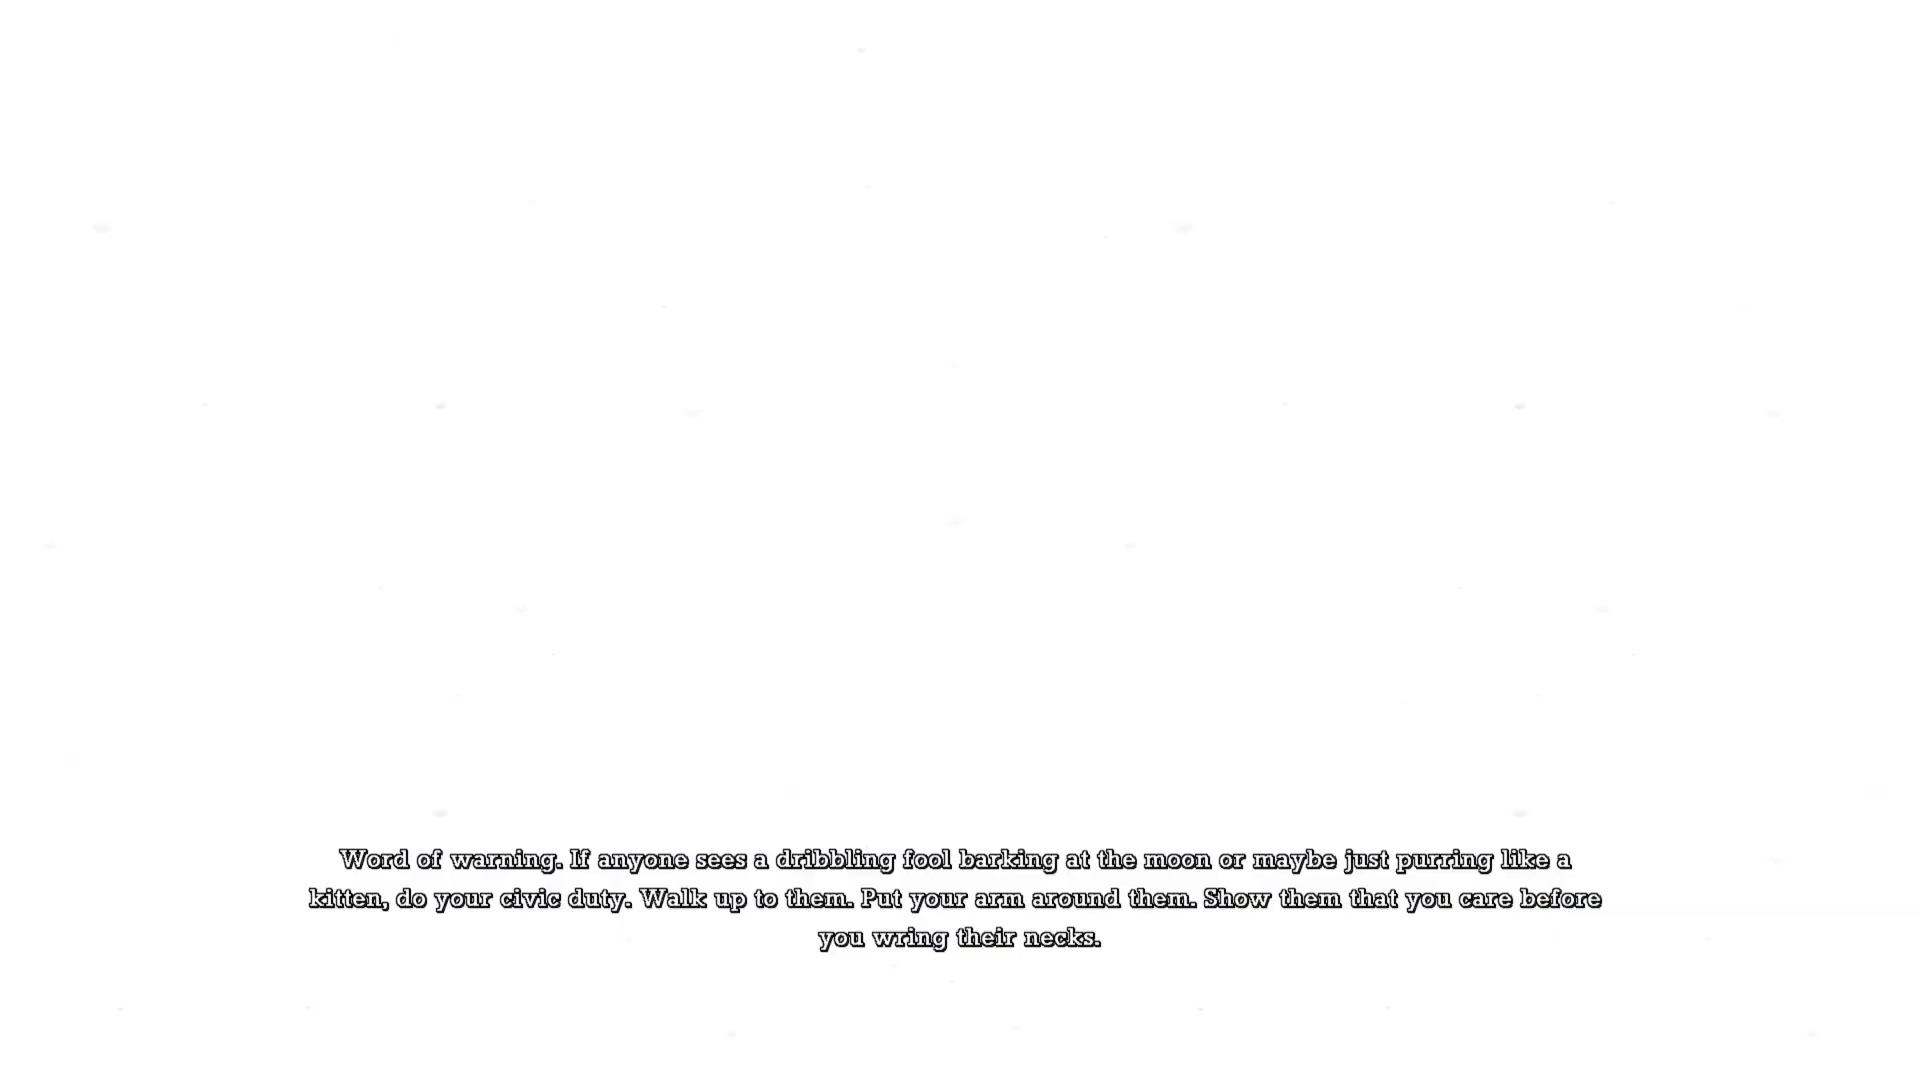 Word of warning. If anyone sees a dribbling fool barking at the moon or maybe just purring like a
kitten, do your civic duty. Walk up to them. Put your arm around them. Show them that you care before
you wring their necks.